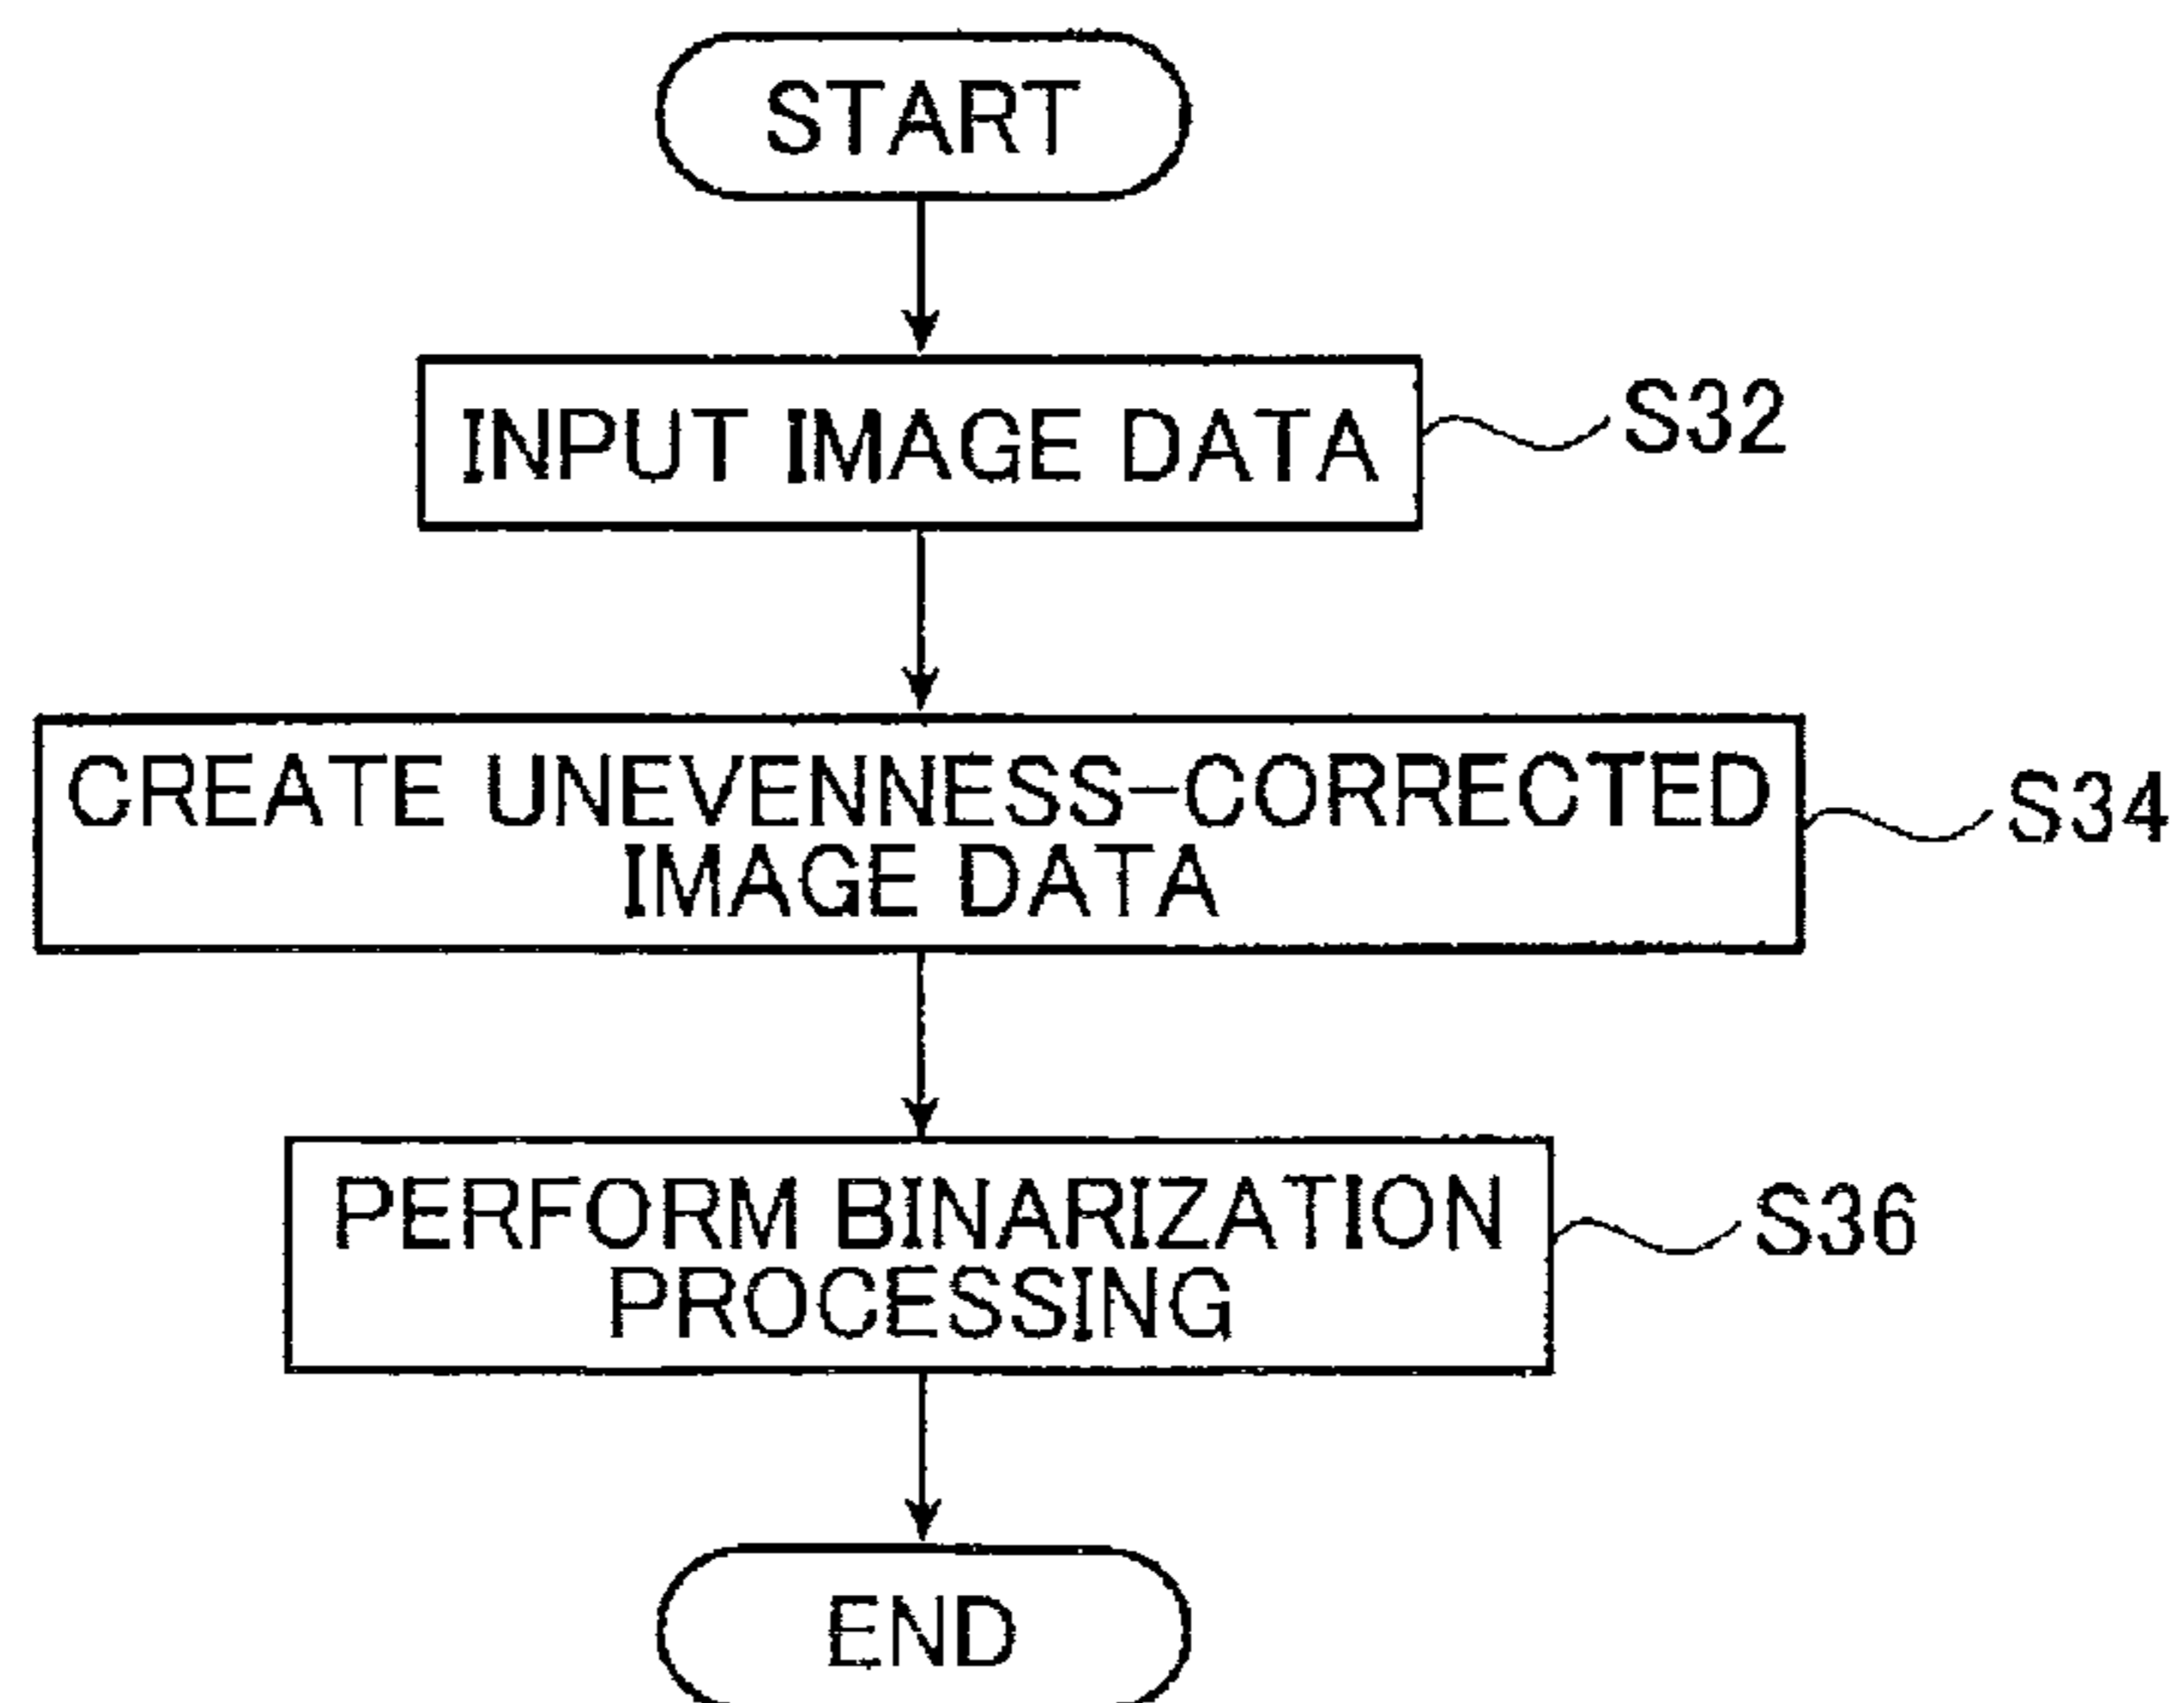 START
INPUT IMAGE DATA
S32
CREATE UNEVENNESS-CORRECTED
IMAGE DATA
S34
PERFORM BINARIZATION
PROCESSING
S36
END